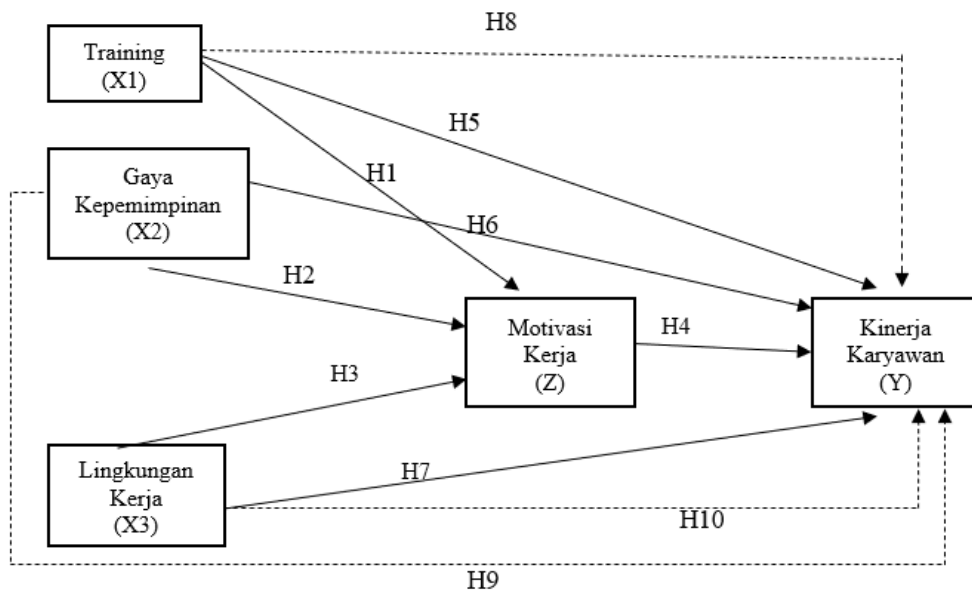 H8
Training
(X1)
H5
H1
Gaya
Kepemimpinan
(X2)
H6
H2
Motivasi
Kerja
(Z)
H4
Kinerja
Karyawan
(Y)
H3
Lingkungan
Kerja
(X3)
H7
H10
H9